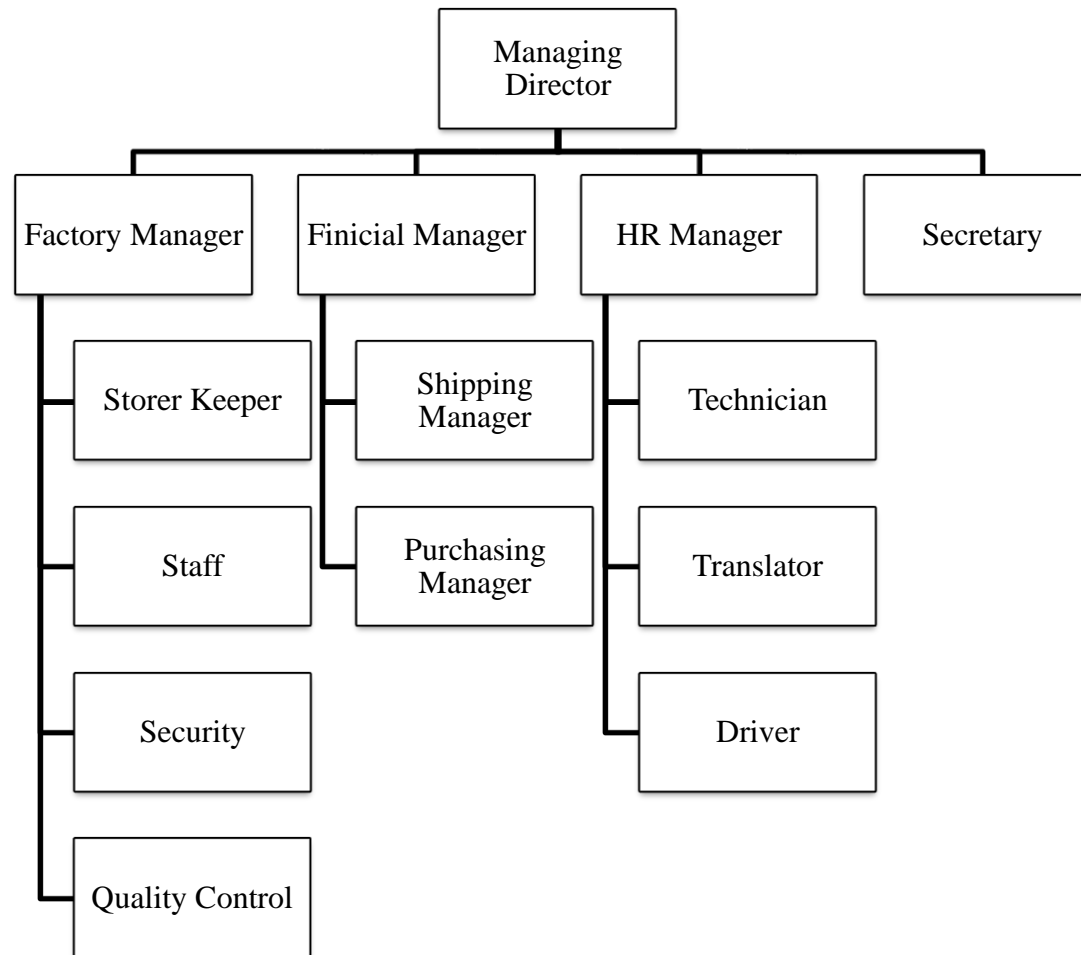 Managing
Director
Factory Manager
Finicial Manager
HR Manager
Secretary
Storer Keeper
Shipping
Manager
Technician
Staff
Purchasing
Manager
Translator
Security
Driver
Quality Control